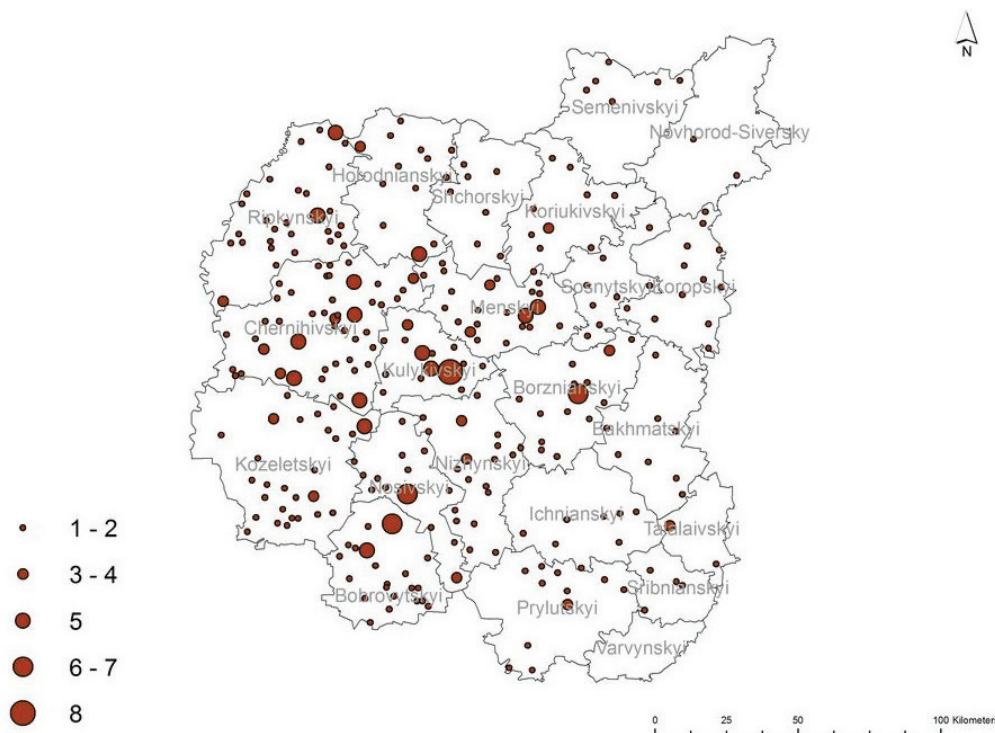 N
Semenivskyi
Novhorod-Siversky
Horodnianskyi
Shchorskyi
Ripkynskyi
Koriukivskyi
Sosnytskyi
Koropskyi
Menskyi
Chernihivskyi
Kulykivskyi
Borznianskyi
Bakhmatskyi
Kozeletskyi
Nizhynskyi
Nosivskyi
Ichnianskyi
Talalaivskyi
Bobrovytskyi
Prylutskyi
Sribnianskyi
Varvynskyi
1 - 2
3 - 4
5
6 - 7
8
0 25 50 100 Kilometers